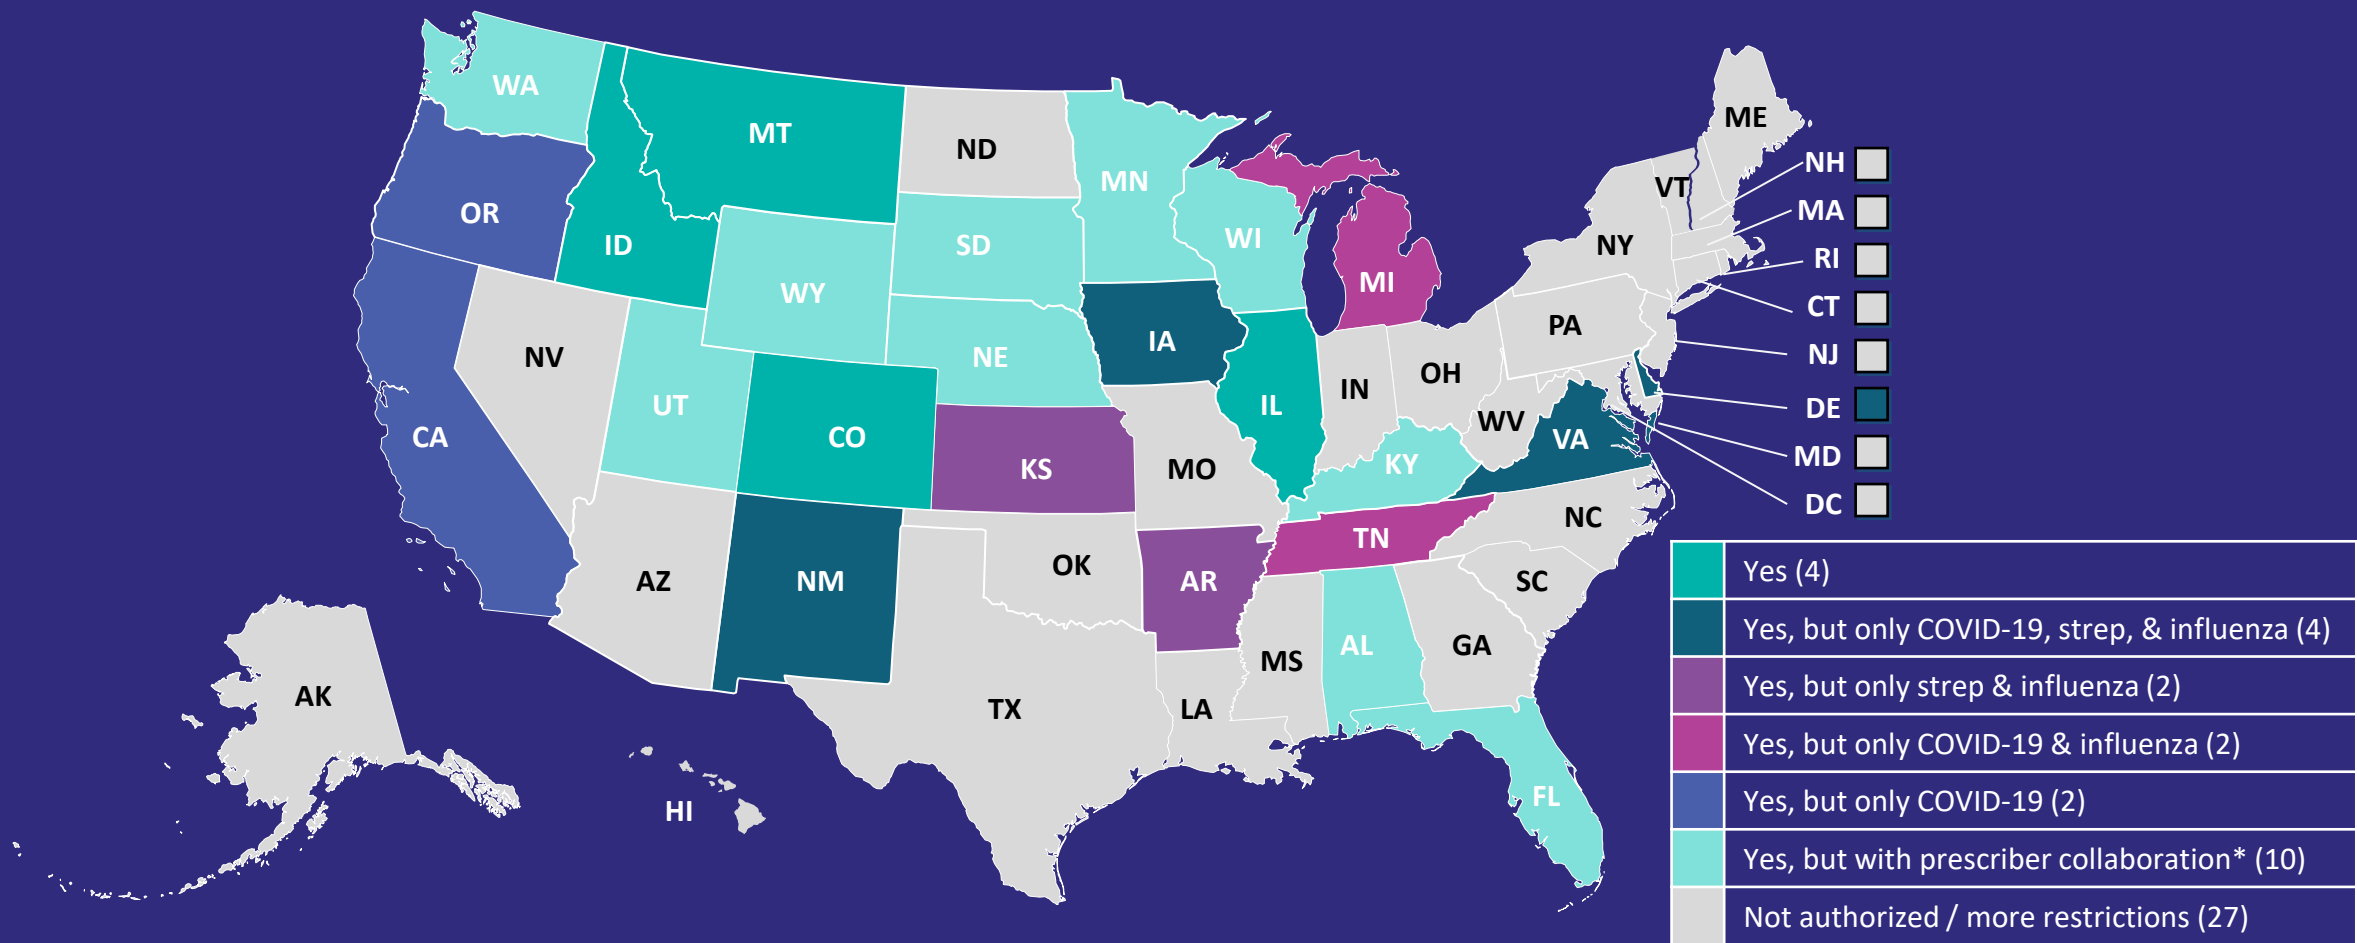 WA
MT
ND
MN
ME
OR
ID
SD
WI
MI
VT
NH
MA
NY
RI
WY
CT
NV
NE
IA
PA
NJ
UT
CO
IL
IN
OH
WV
VA
DE
CA
KS
MO
KY
MD
DC
AZ
NM
OK
AR
TN
NC
SC
AK
HI
TX
LA
MS
AL
GA
FL
Yes (4)
Yes, but only COVID-19, strep, & influenza (4)
Yes, but only strep & influenza (2)
Yes, but only COVID-19 & influenza (2)
Yes, but only COVID-19 (2)
Yes, but with prescriber collaboration* (10)
Not authorized / more restrictions (27)